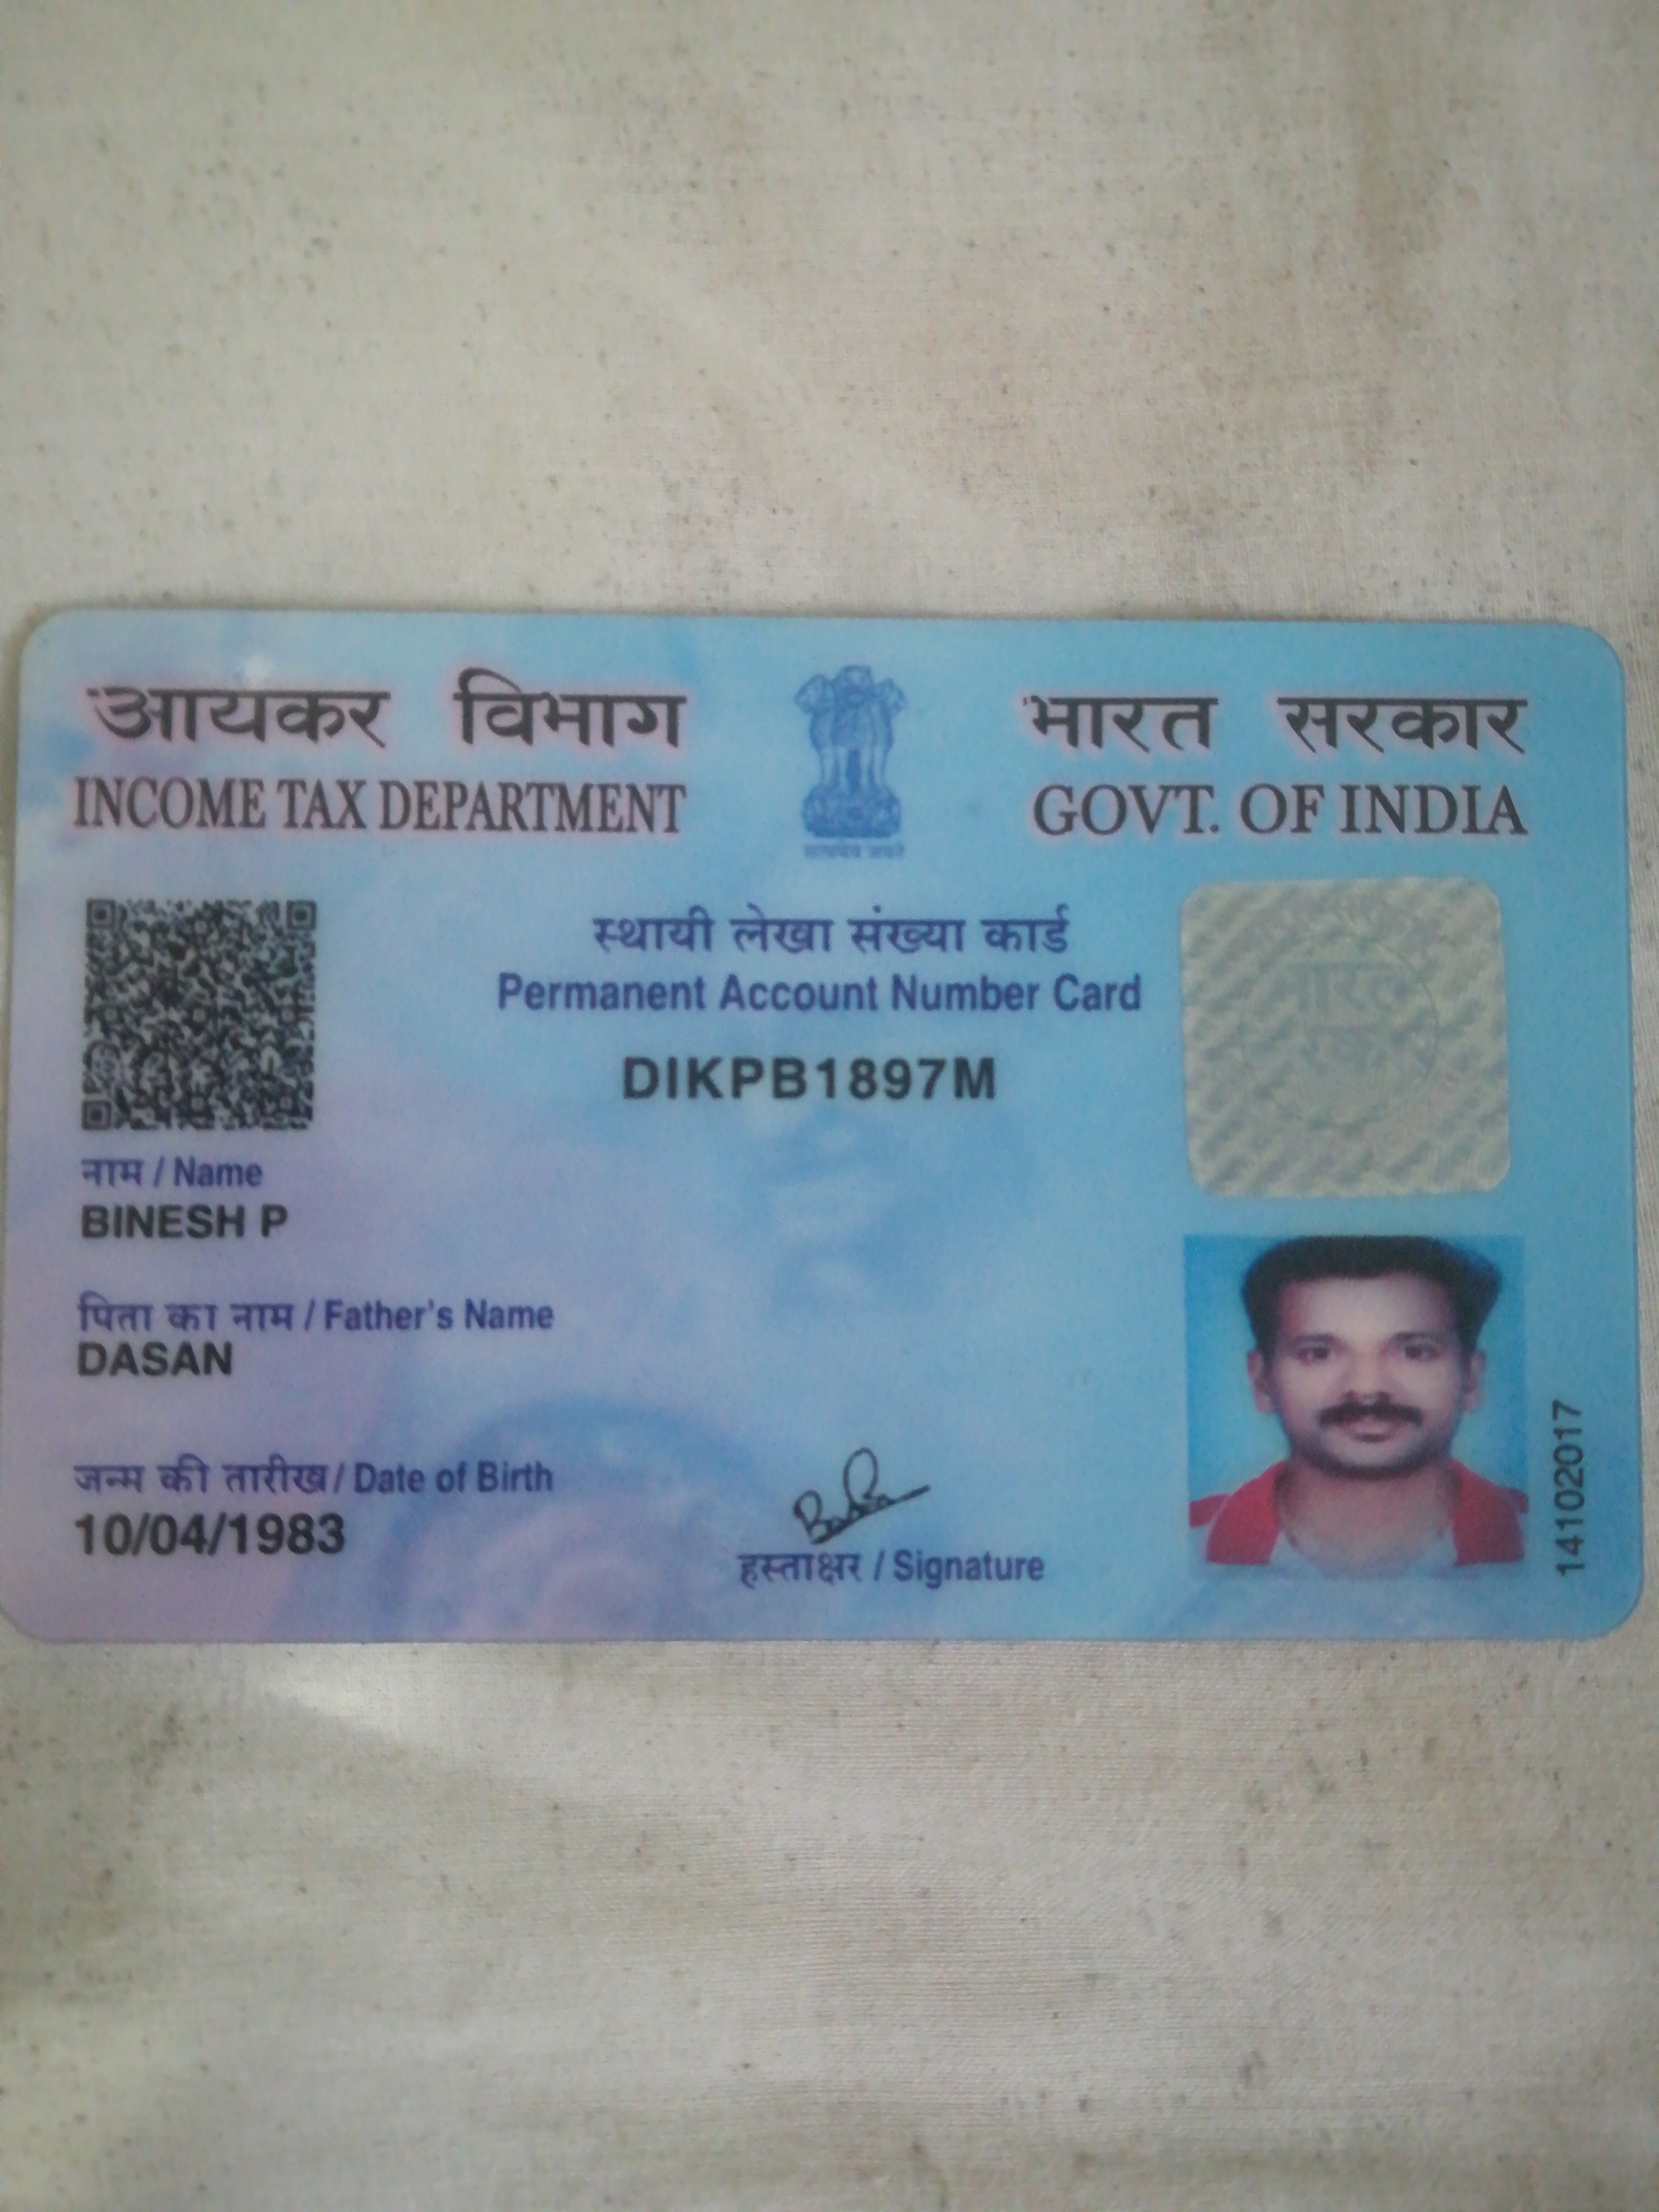 आयकर विभाग
INCOME TAX DEPARTMENT
भारत सरकार
GOVT. OF INDIA
सत्यमेव जयते
स्थायी लेखा संख्या कार्ड
Permanent Account Number Card
DIKPB1897M
नाम / Name
BINESH P
पिता का नाम / Father's Name
DASAN
जन्म की तारीख / Date of Birth
10/04/1983
हस्ताक्षर / Signature
14102017